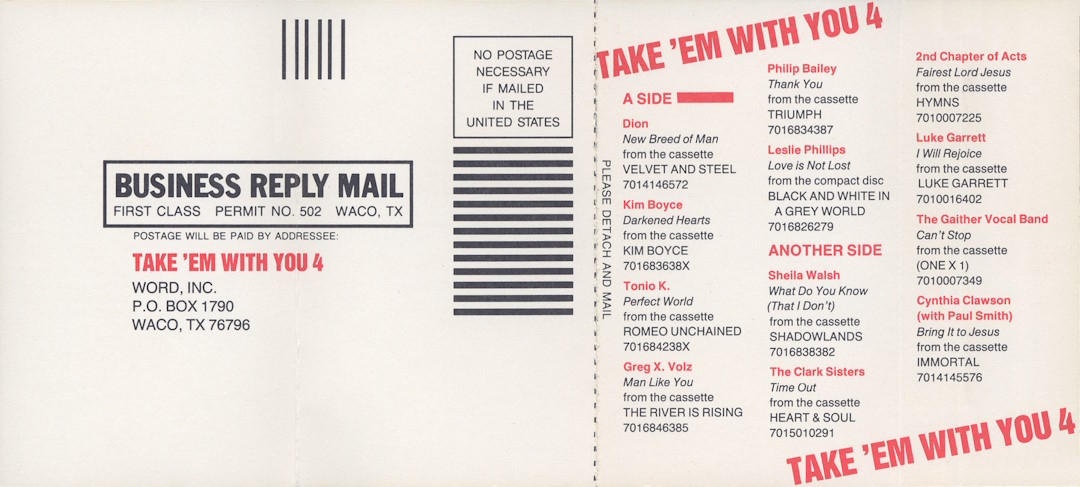 NO POSTAGE
NECESSARY
IF MAILED
IN THE
UNITED STATES
BUSINESS REPLY MAIL
FIRST CLASS PERMIT NO. 502 WACO, TX
POSTAGE WILL BE PAID BY ADDRESSEE:
TAKE 'EM WITH YOU 4
WORD, INC.
P.O. BOX 1790
WACO, TX 76796
PLEASE DETACH AND MAIL
TAKE 'EM WITH YOU 4
A SIDE
Dion
New Breed of Man
from the cassette
VELVET AND STEEL
7014146572
Kim Boyce
Darkened Hearts
from the cassette
KIM BOYCE
701683638X
Tonio K.
Perfect World
from the cassette
ROMEO UNCHAINED
701684238X
Greg X. Volz
Man Like You
from the cassette
THE RIVER IS RISING
7016846385
Philip Bailey
Thank You
from the cassette
TRIUMPH
7016834387
Leslie Phillips
Love is Not Lost
from the compact disc
BLACK AND WHITE IN
A GREY WORLD
7016826279
ANOTHER SIDE
Sheila Walsh
What Do You Know
(That I Don't)
from the cassette
SHADOWLANDS
7016838382
The Clark Sisters
Time Out
from the cassette
HEART & SOUL
7015010291
2nd Chapter of Acts
Fairest Lord Jesus
from the cassette
HYMNS
7010007225
Luke Garrett
I Will Rejoice
from the cassette
LUKE GARRETT
7010016402
The Gaither Vocal Band
Can't Stop
from the cassette
(ONE X 1)
7010007349
Cynthia Clawson
(with Paul Smith)
Bring It to Jesus
from the cassette
IMMORTAL
7014145576
TAKE 'EM WITH YOU 4